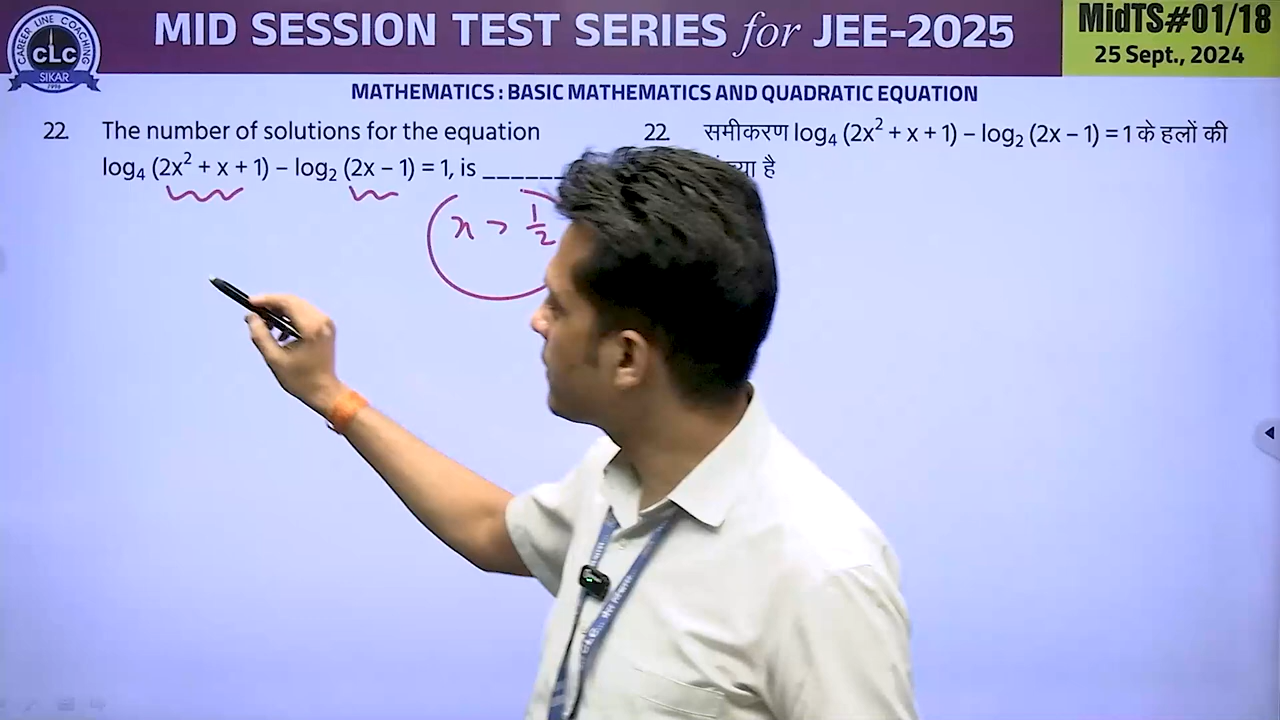 MID SESSION TEST SERIES for JEE-2025
MidTS#01/18
25 Sept., 2024
CAREER LINE COACHING
CLC
SIKAR
1996
MATHEMATICS : BASIC MATHEMATICS AND QUADRATIC EQUATION
22. The number of solutions for the equation
log₄ (2x² + x + 1) – log₂ (2x – 1) = 1, is _______
22. समीकरण log₄ (2x² + x + 1) – log₂ (2x – 1) = 1 के हलों की
है
x > 1/2